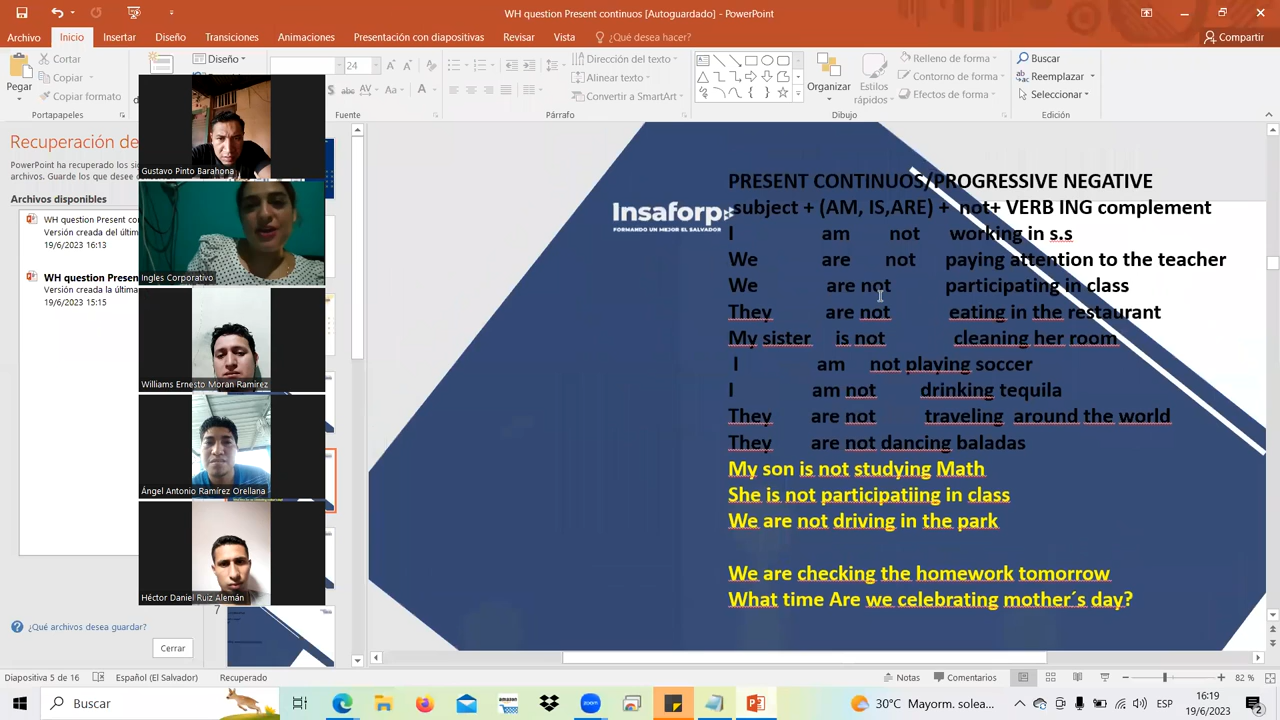 WH question Present continuos [Autoguardado] - PowerPoint
Archivo Inicio Insertar Diseño Transiciones Animaciones Presentación con diapositivas Revisar Vista ¿Qué desea hacer? Compartir
Pegar Cortar Copiar Copiar formato Diseño 24 Dirección del texto Alinear texto Convertir a SmartArt Organizar Estilos rápidos Relleno de forma Contorno de forma Efectos de forma Buscar Reemplazar Seleccionar
Portapapeles Fuente Párrafo Dibujo Edición
Recuperación de
PowerPoint ha recuperado los si
archivos. Guarde los que desee
Archivos disponibles
WH question Present con
Versión creada del último
19/6/2023 16:13
WH question Present
Versión creada la última
19/6/2023 15:15
¿Qué archivos desea guardar?
Cerrar
7
Gustavo Pinto Barahona
Ingles Corporativo
Williams Ernesto Moran Ramirez
Ángel Antonio Ramírez Orellana
Héctor Daniel Ruiz Alemán
Insaforp
FORMANDO UN MEJOR EL SALVADOR
PRESENT CONTINUOS/PROGRESSIVE NEGATIVE
subject + (AM, IS,ARE) + not+ VERB ING complement
I am not working in s.s
We are not paying attention to the teacher
We are not participating in class
They are not eating in the restaurant
My sister is not cleaning her room
I am not playing soccer
I am not drinking tequila
They are not traveling around the world
They are not dancing baladas
My son is not studying Math
She is not participatiing in class
We are not driving in the park
We are checking the homework tomorrow
What time Are we celebrating mother´s day?
Diapositiva 5 de 16 Español (El Salvador) Recuperado Notas Comentarios 82 %
Buscar 30°C Mayorm. solea... ESP 16:19
19/6/2023 2